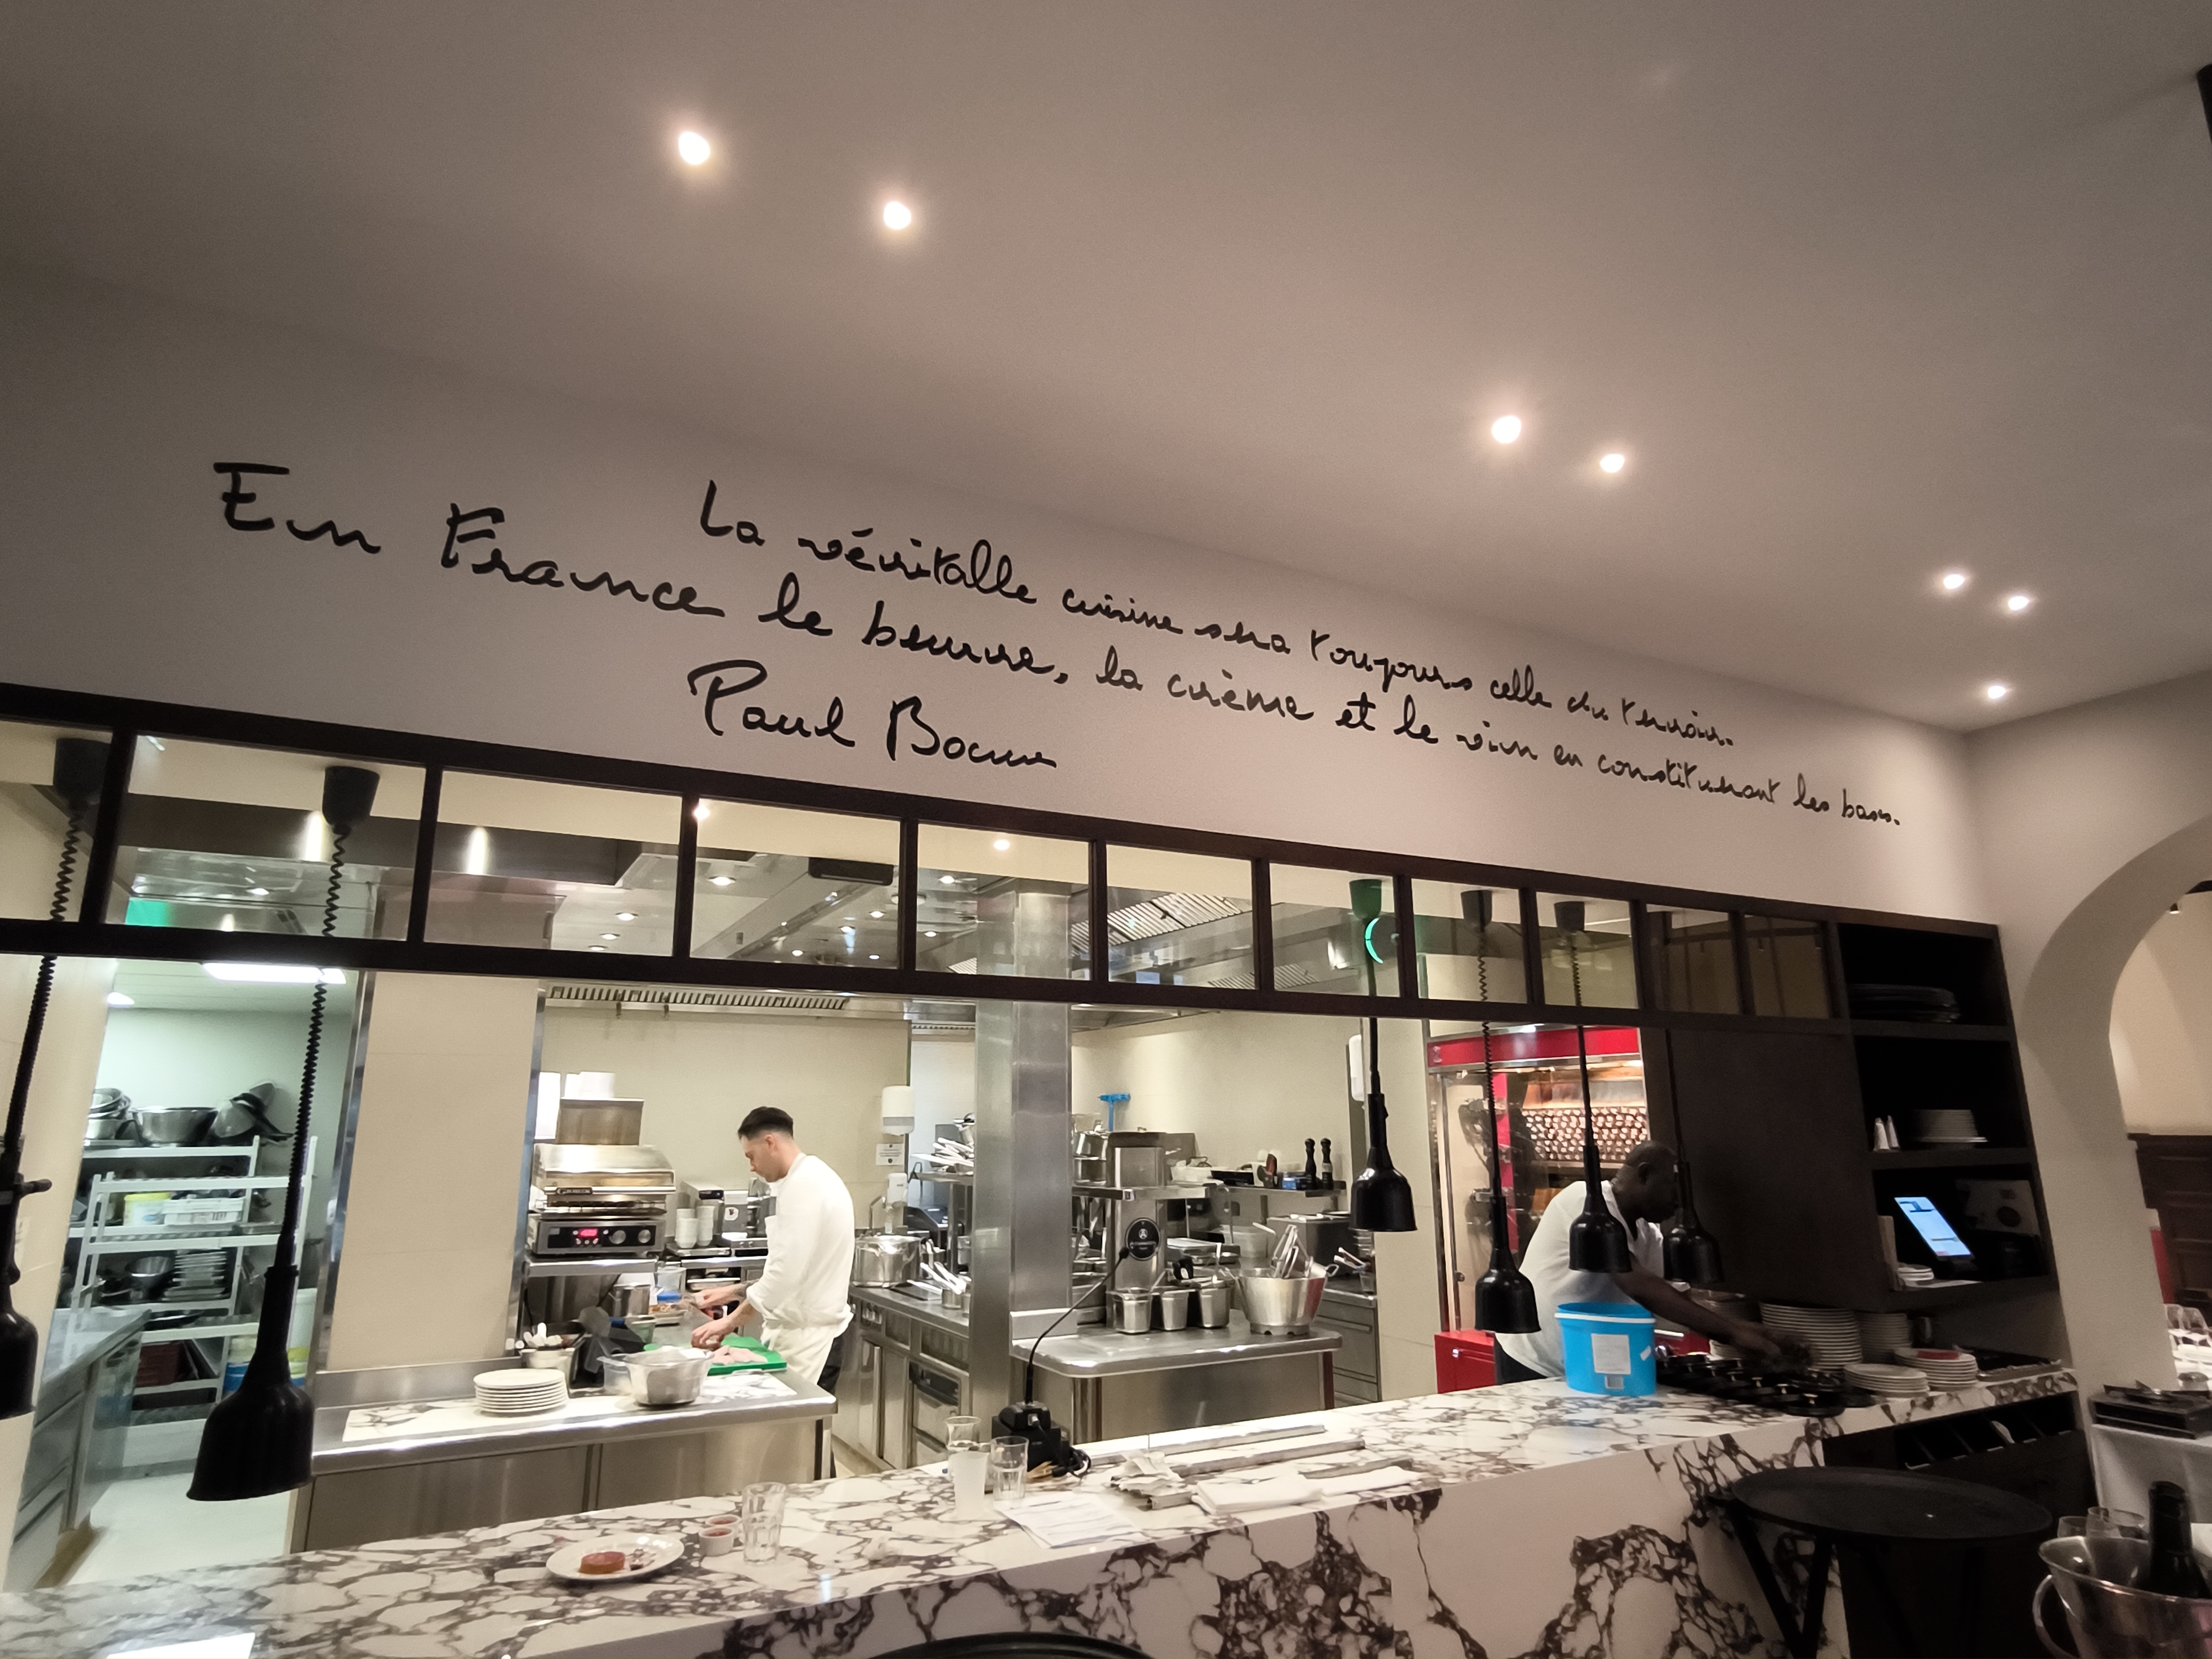 La véritable cuisine sera toujours celle du terroir.
En France le beurre, la crème et le vin en constitueront les bases.
Paul Bocuse